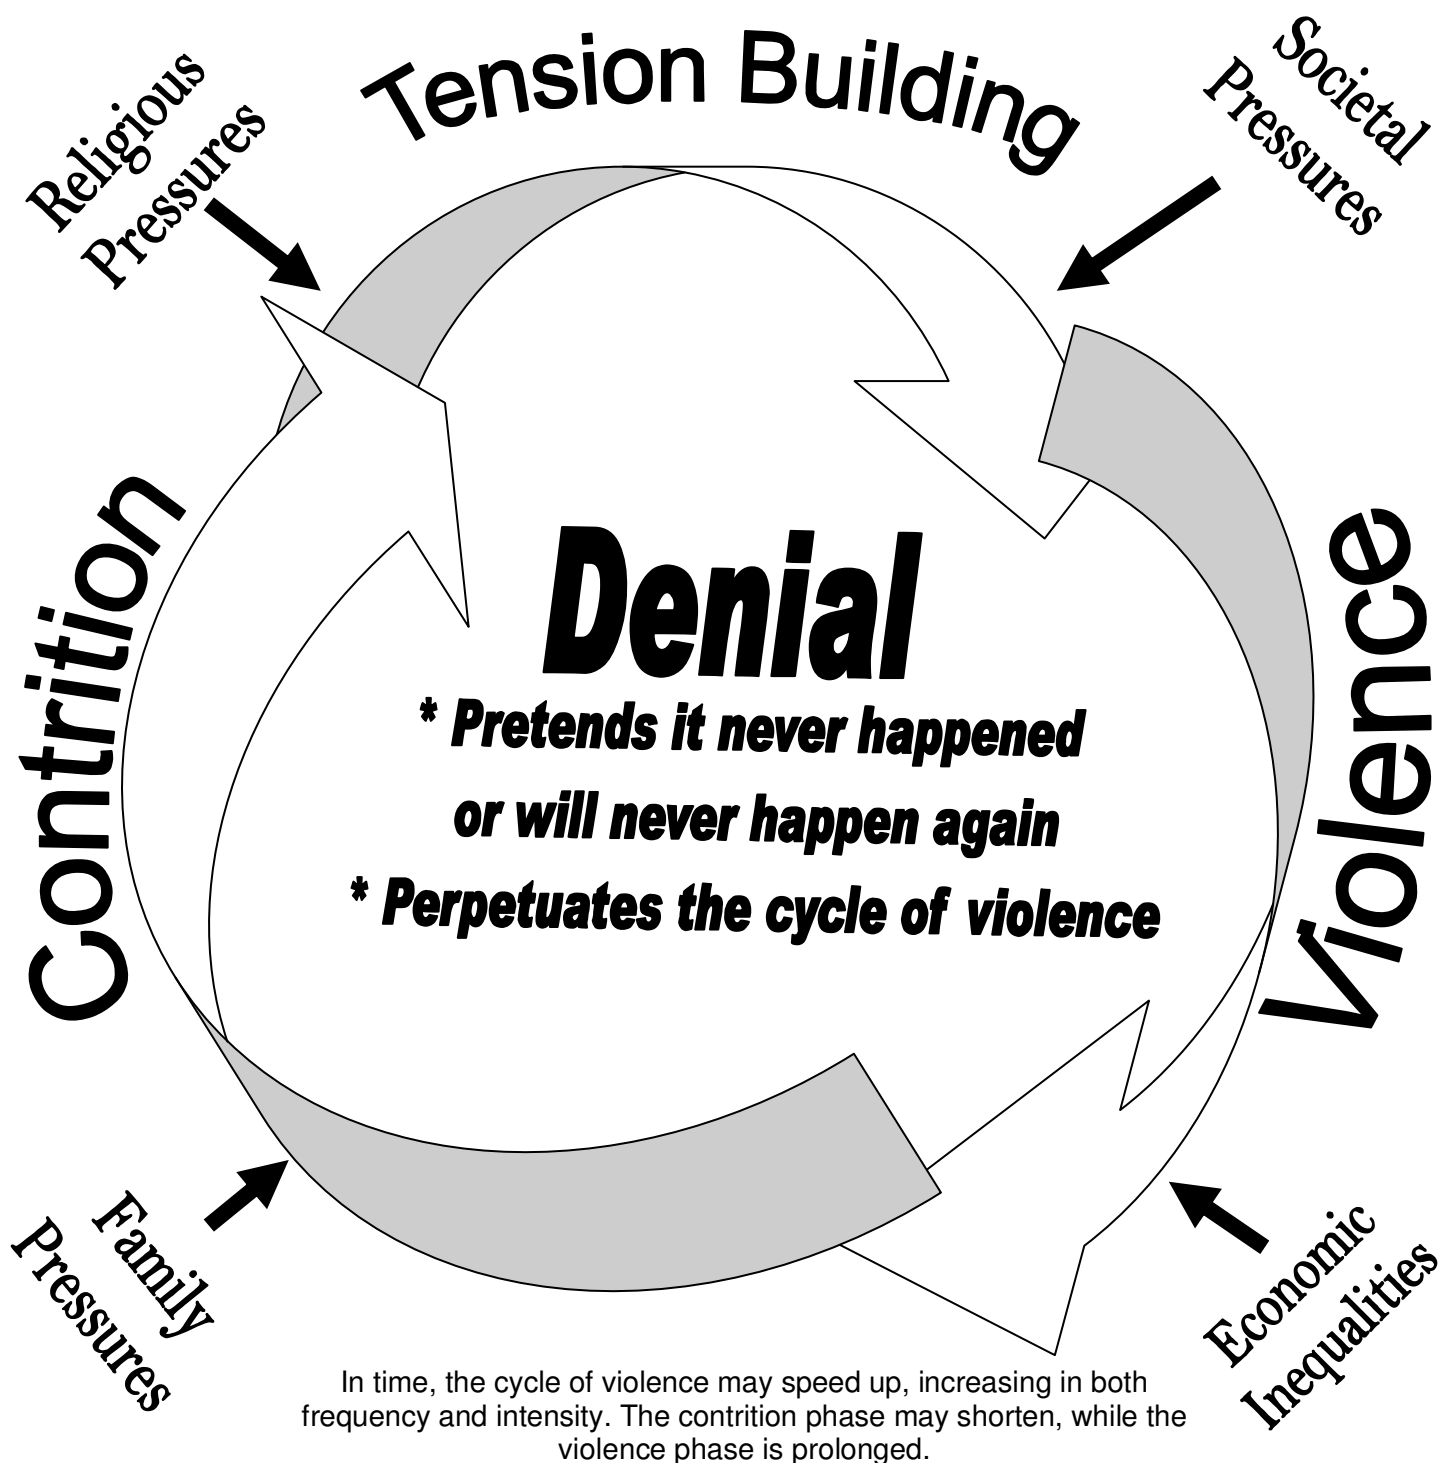 Tension Building
Religious
Pressures
Societal
Pressures
Contrition
Violence
Denial
* Pretends it never happened
or will never happen again
* Perpetuates the cycle of violence
Family
Pressures
Economic
Inequalities
In time, the cycle of violence may speed up, increasing in both
frequency and intensity. The contrition phase may shorten, while the
violence phase is prolonged.